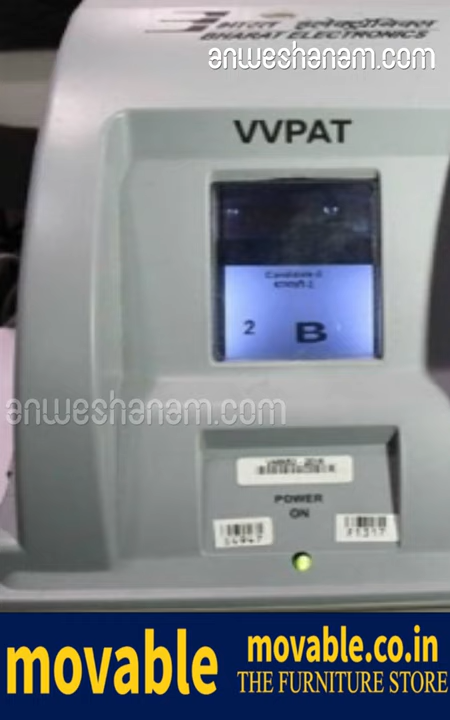 भारत इलेक्ट्रॉनिक्स
BHARAT ELECTRONICS
anweshanam.com
VVPAT
2
B
anweshanam.com
POWER
ON
movable
movable.co.in
THE FURNITURE STORE